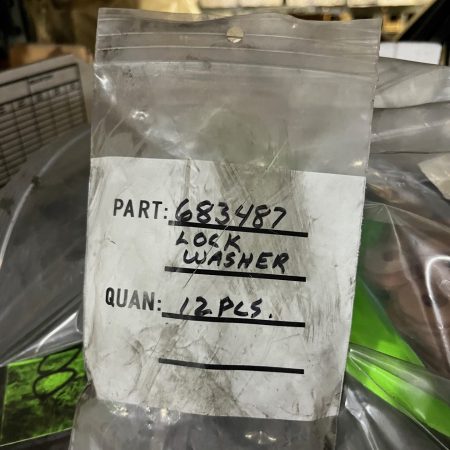 PART: 683487
LOCK
WASHER
QUAN: 12 PCS.